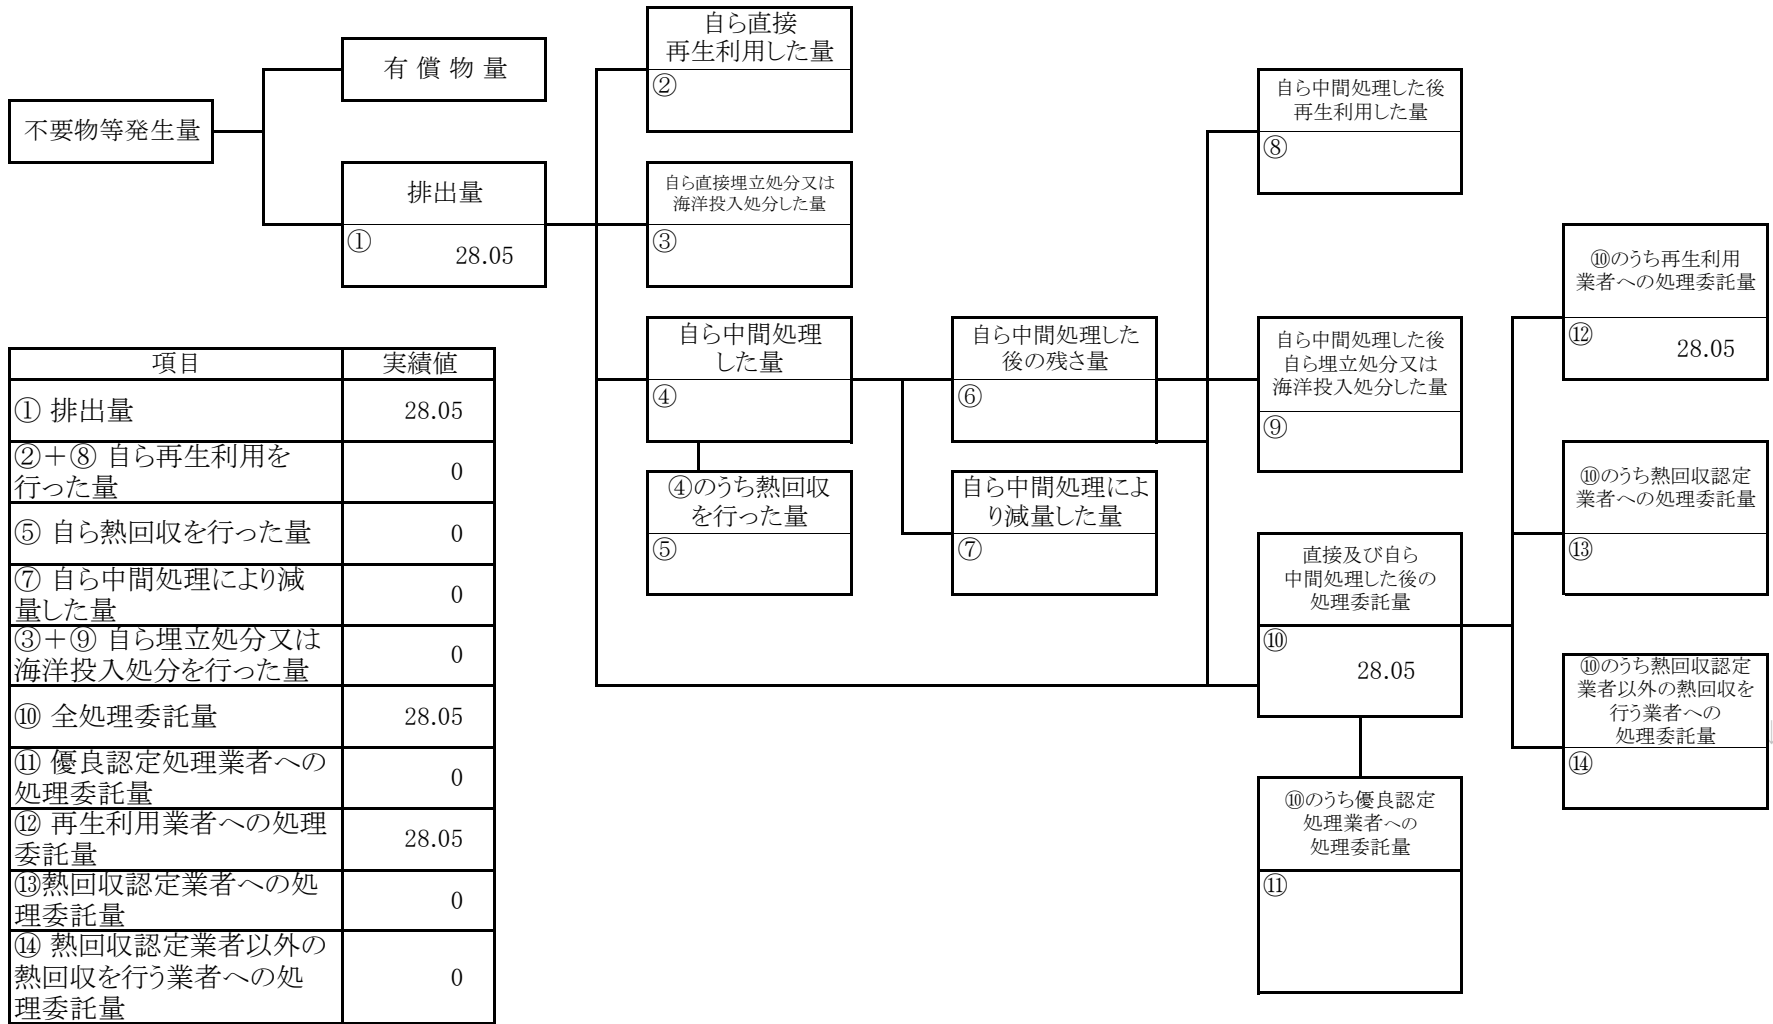 不要物等発生量
有 償 物 量
排出量
①
28.05
自ら直接
再生利用した量
②
自ら直接埋立処分又は
海洋投入処分した量
③
自ら中間処理
した量
④
④のうち熱回収
を行った量
⑤
自ら中間処理した
後の残さ量
⑥
自ら中間処理によ
り減量した量
⑦
自ら中間処理した後
再生利用した量
⑧
自ら中間処理した後
自ら埋立処分又は
海洋投入処分した量
⑨
直接及び自ら
中間処理した後の
処理委託量
⑩
28.05
⑩のうち優良認定
処理業者への
処理委託量
⑪
⑩のうち再生利用
業者への処理委託量
⑫
28.05
⑩のうち熱回収認定
業者への処理委託量
⑬
⑩のうち熱回収認定
業者以外の熱回収を
行う業者への
処理委託量
⑭
項目 実績値
① 排出量 28.05
②＋⑧ 自ら再生利用を
行った量 0
⑤ 自ら熱回収を行った量 0
⑦ 自ら中間処理により減
量した量 0
③＋⑨ 自ら埋立処分又は
海洋投入処分を行った量 0
⑩ 全処理委託量 28.05
⑪ 優良認定処理業者への
処理委託量 0
⑫ 再生利用業者への処理
委託量 28.05
⑬熱回収認定業者への処
理委託量 0
⑭ 熱回収認定業者以外の
熱回収を行う業者への処
理委託量 0